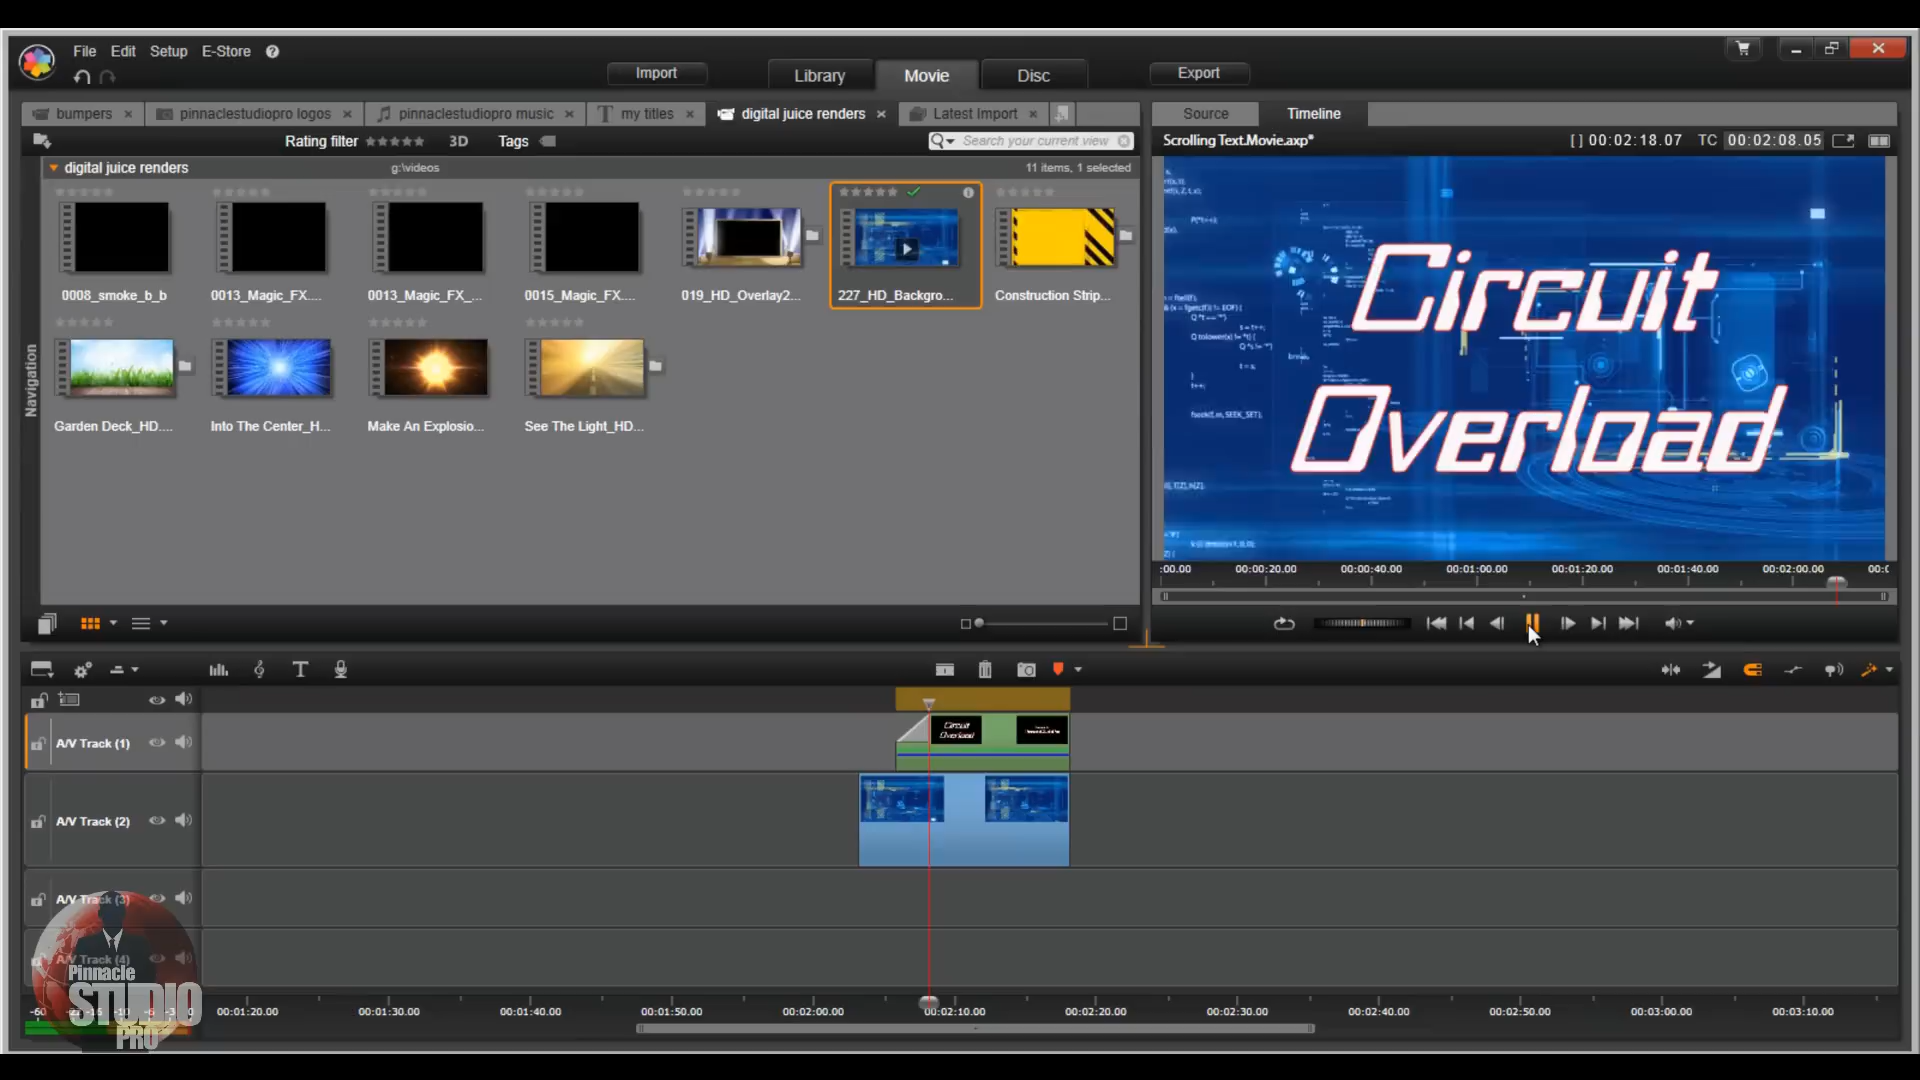 File Edit Setup E-Store ?
Import Library Movie Disc Export
bumpers × pinnaclestudiopro logos × pinnaclestudiopro music × my titles × digital juice renders × Latest Import × Source Timeline
Rating filter 3D Tags Search your current view Scrolling Text.Movie.axp* [ ] 00:02:18.07 TC 00:02:08.05
digital juice renders g:\videos 11 items, 1 selected
0008_smoke_b_b 0013_Magic_FX.... 0013_Magic_FX_... 0015_Magic_FX.... 019_HD_Overlay2... 227_HD_Backgro... Construction Strip...
Garden Deck_HD.... Into The Center_H... Make An Explosio... See The Light_HD...
Navigation
Circuit
Overload
:00.00 00:00:20.00 00:00:40.00 00:01:00.00 00:01:20.00 00:01:40.00 00:02:00.00 00:0
A/V Track (1)
Circuit
Overload
A/V Track (2)
A/V Track (3)
A/V Track (4)
Pinnacle
STUDIO
PRO
-60 -22 -16 -10 -6 -3 0
00:01:20.00 00:01:30.00 00:01:40.00 00:01:50.00 00:02:00.00 00:02:10.00 00:02:20.00 00:02:30.00 00:02:40.00 00:02:50.00 00:03:00.00 00:03:10.00